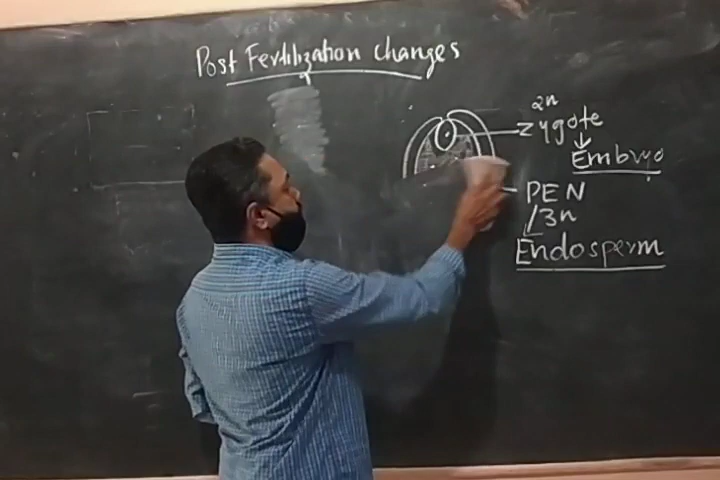 Post Fertilization changes
2n
Zygote
Embryo
PEN
3n
Endosperm